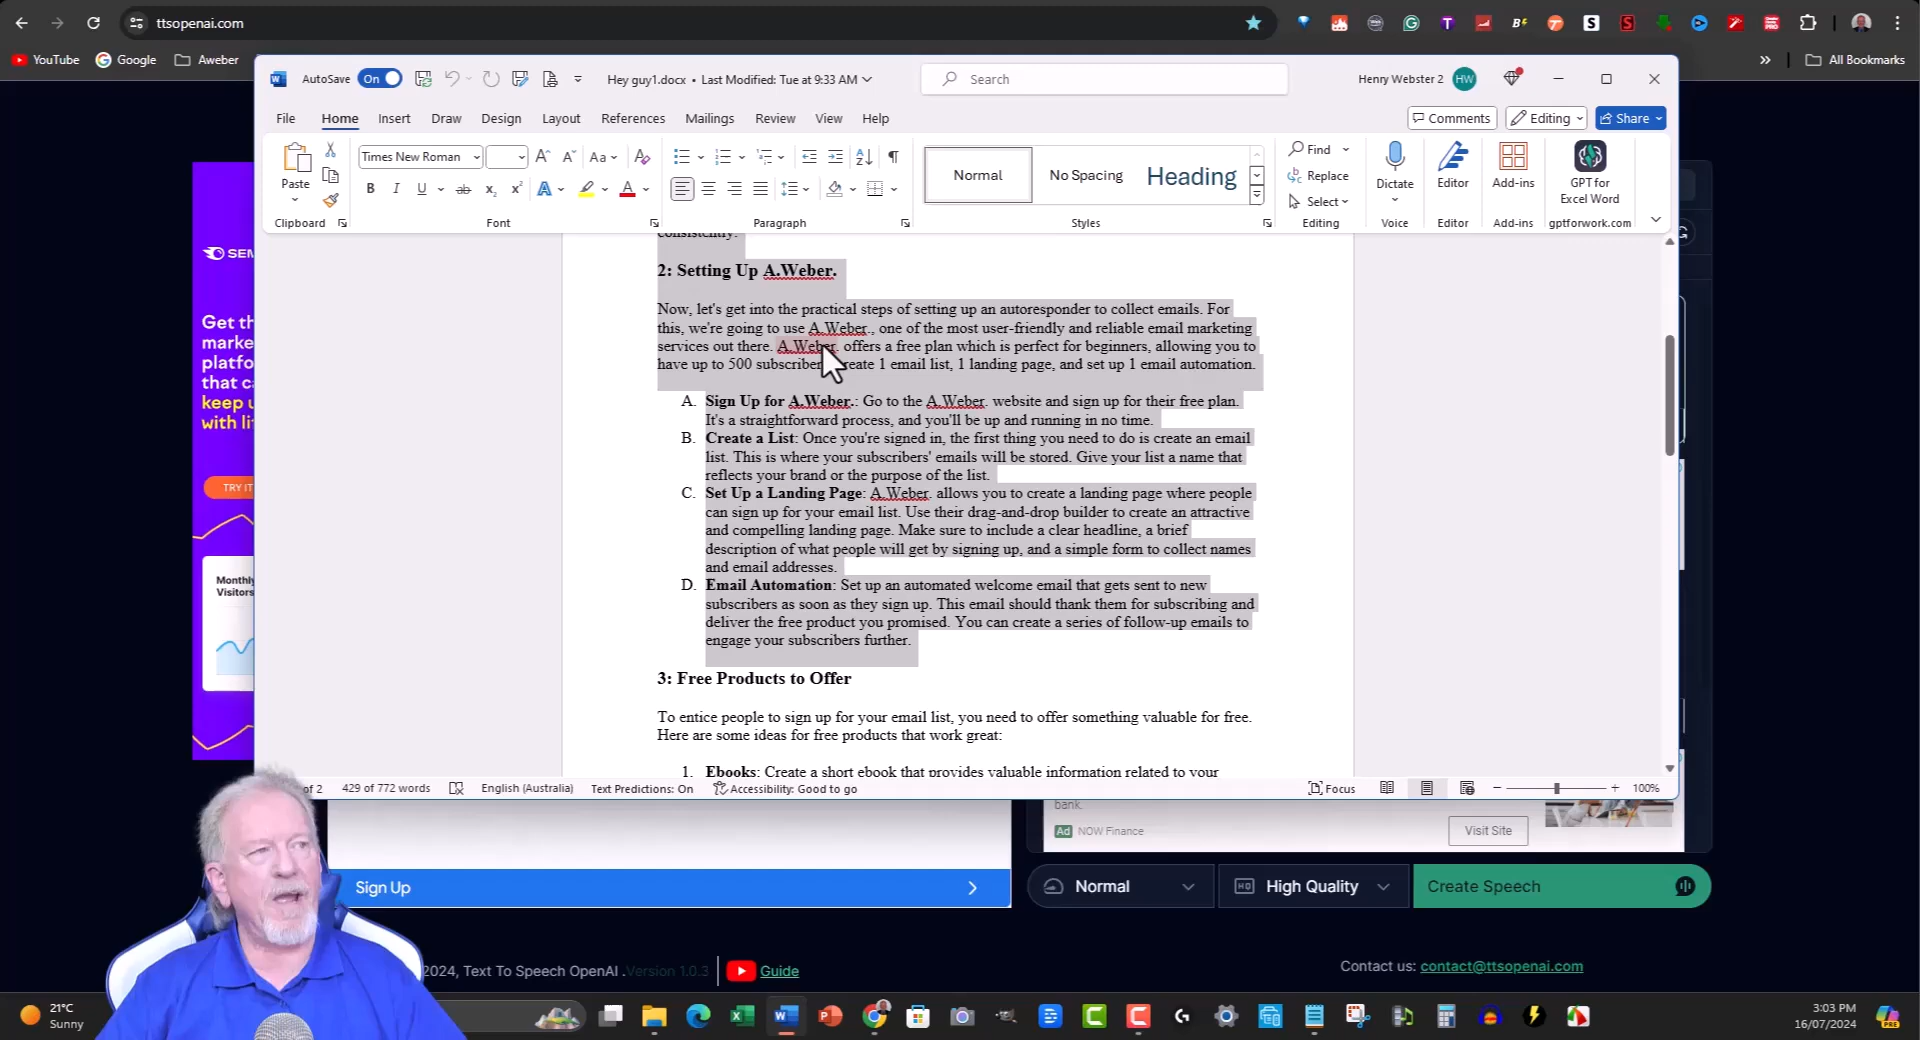 ttsopenai.com
YouTube
Google
Aweber
All Bookmarks
AutoSave
On
Hey guy1.docx • Last Modified: Tue at 9:33 AM
Search
Henry Webster 2
HW
File
Home
Insert
Draw
Design
Layout
References
Mailings
Review
View
Help
Comments
Editing
Share
Paste
Times New Roman
Clipboard
Font
Paragraph
Normal
No Spacing
Heading
Styles
Find
Replace
Select
Editing
Dictate
Voice
Editor
Editor
Add-ins
Add-ins
GPT for
Excel Word
gptforwork.com
consistently.
2: Setting Up A.Weber.
Now, let's get into the practical steps of setting up an autoresponder to collect emails. For
this, we're going to use A.Weber., one of the most user-friendly and reliable email marketing
services out there. A.Weber. offers a free plan which is perfect for beginners, allowing you to
have up to 500 subscriber create 1 email list, 1 landing page, and set up 1 email automation.
A. Sign Up for A.Weber.: Go to the A.Weber. website and sign up for their free plan.
It's a straightforward process, and you'll be up and running in no time.
B. Create a List: Once you're signed in, the first thing you need to do is create an email
list. This is where your subscribers' emails will be stored. Give your list a name that
reflects your brand or the purpose of the list.
C. Set Up a Landing Page: A.Weber. allows you to create a landing page where people
can sign up for your email list. Use their drag-and-drop builder to create an attractive
and compelling landing page. Make sure to include a clear headline, a brief
description of what people will get by signing up, and a simple form to collect names
and email addresses.
D. Email Automation: Set up an automated welcome email that gets sent to new
subscribers as soon as they sign up. This email should thank them for subscribing and
deliver the free product you promised. You can create a series of follow-up emails to
engage your subscribers further.
3: Free Products to Offer
To entice people to sign up for your email list, you need to offer something valuable for free.
Here are some ideas for free products that work great:
1. Ebooks: Create a short ebook that provides valuable information related to your
of 2
429 of 772 words
English (Australia)
Text Predictions: On
Accessibility: Good to go
Focus
100%
SEM
Get th
marke
platfo
that ca
keep u
with li
TRY IT
Monthly
Visitors
bank.
Ad NOW Finance
Visit Site
Sign Up
Normal
High Quality
Create Speech
2024, Text To Speech OpenAI .Version 1.0.3
Guide
Contact us: contact@ttsopenai.com
21°C
Sunny
3:03 PM
16/07/2024